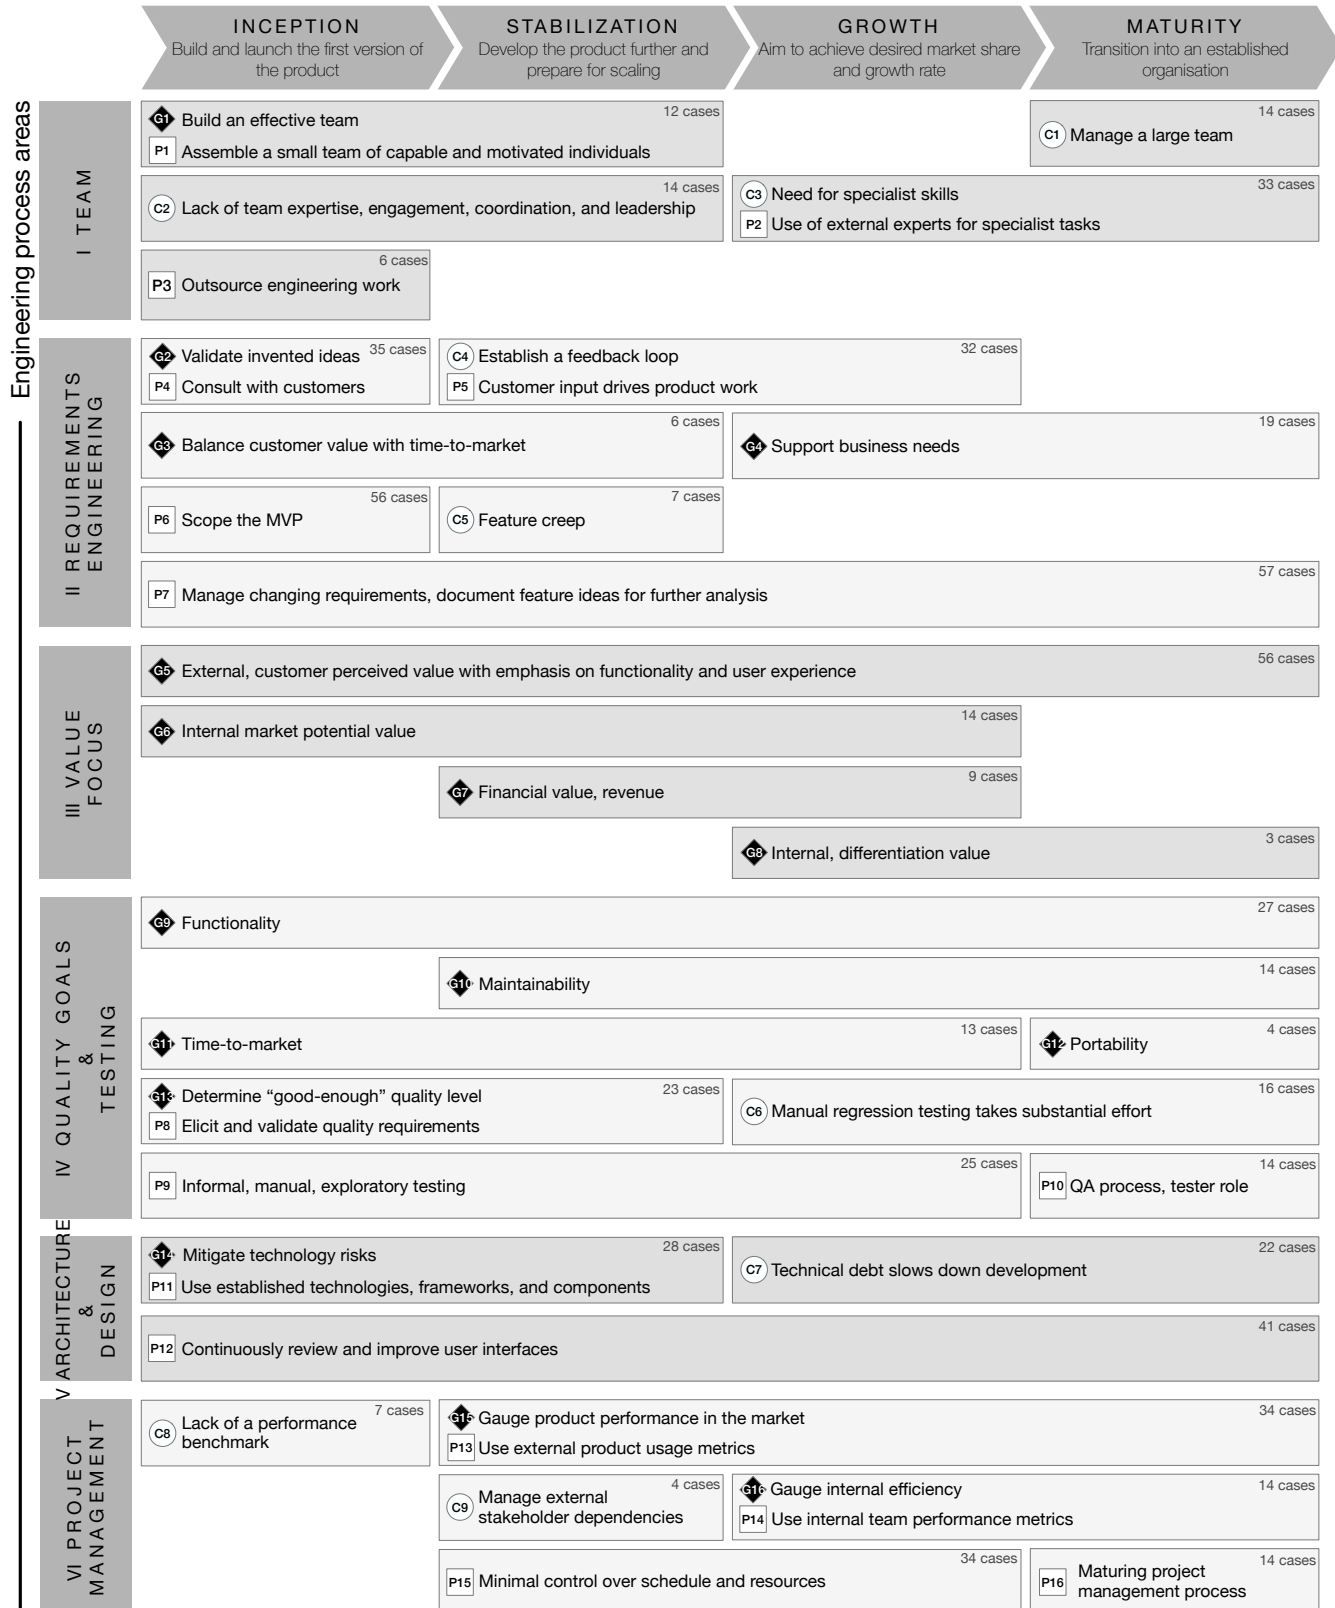 INCEPTION
Build and launch the first version of
the product
STABILIZATION
Develop the product further and
prepare for scaling
GROWTH
Aim to achieve desired market share
and growth rate
MATURITY
Transition into an established
organisation
Engineering process areas
I TEAM
G1 Build an effective team
12 cases
P1 Assemble a small team of capable and motivated individuals
C1 Manage a large team
14 cases
C2 Lack of team expertise, engagement, coordination, and leadership
14 cases
C3 Need for specialist skills
33 cases
P2 Use of external experts for specialist tasks
P3 Outsource engineering work
6 cases
II REQUIREMENTS
ENGINEERING
G2 Validate invented ideas
35 cases
P4 Consult with customers
C4 Establish a feedback loop
32 cases
P5 Customer input drives product work
G3 Balance customer value with time-to-market
6 cases
G4 Support business needs
19 cases
P6 Scope the MVP
56 cases
C5 Feature creep
7 cases
P7 Manage changing requirements, document feature ideas for further analysis
57 cases
III VALUE
FOCUS
G5 External, customer perceived value with emphasis on functionality and user experience
56 cases
G6 Internal market potential value
14 cases
G7 Financial value, revenue
9 cases
G8 Internal, differentiation value
3 cases
IV QUALITY GOALS
&
TESTING
G9 Functionality
27 cases
G10 Maintainability
14 cases
G11 Time-to-market
13 cases
G12 Portability
4 cases
G13 Determine “good-enough” quality level
23 cases
P8 Elicit and validate quality requirements
C6 Manual regression testing takes substantial effort
16 cases
P9 Informal, manual, exploratory testing
25 cases
P10 QA process, tester role
14 cases
V ARCHITECTURE
&
DESIGN
G14 Mitigate technology risks
28 cases
P11 Use established technologies, frameworks, and components
C7 Technical debt slows down development
22 cases
P12 Continuously review and improve user interfaces
41 cases
VI PROJECT
MANAGEMENT
C8 Lack of a performance
benchmark
7 cases
G15 Gauge product performance in the market
34 cases
P13 Use external product usage metrics
C9 Manage external
stakeholder dependencies
4 cases
G16 Gauge internal efficiency
14 cases
P14 Use internal team performance metrics
P15 Minimal control over schedule and resources
34 cases
P16 Maturing project
management process
14 cases